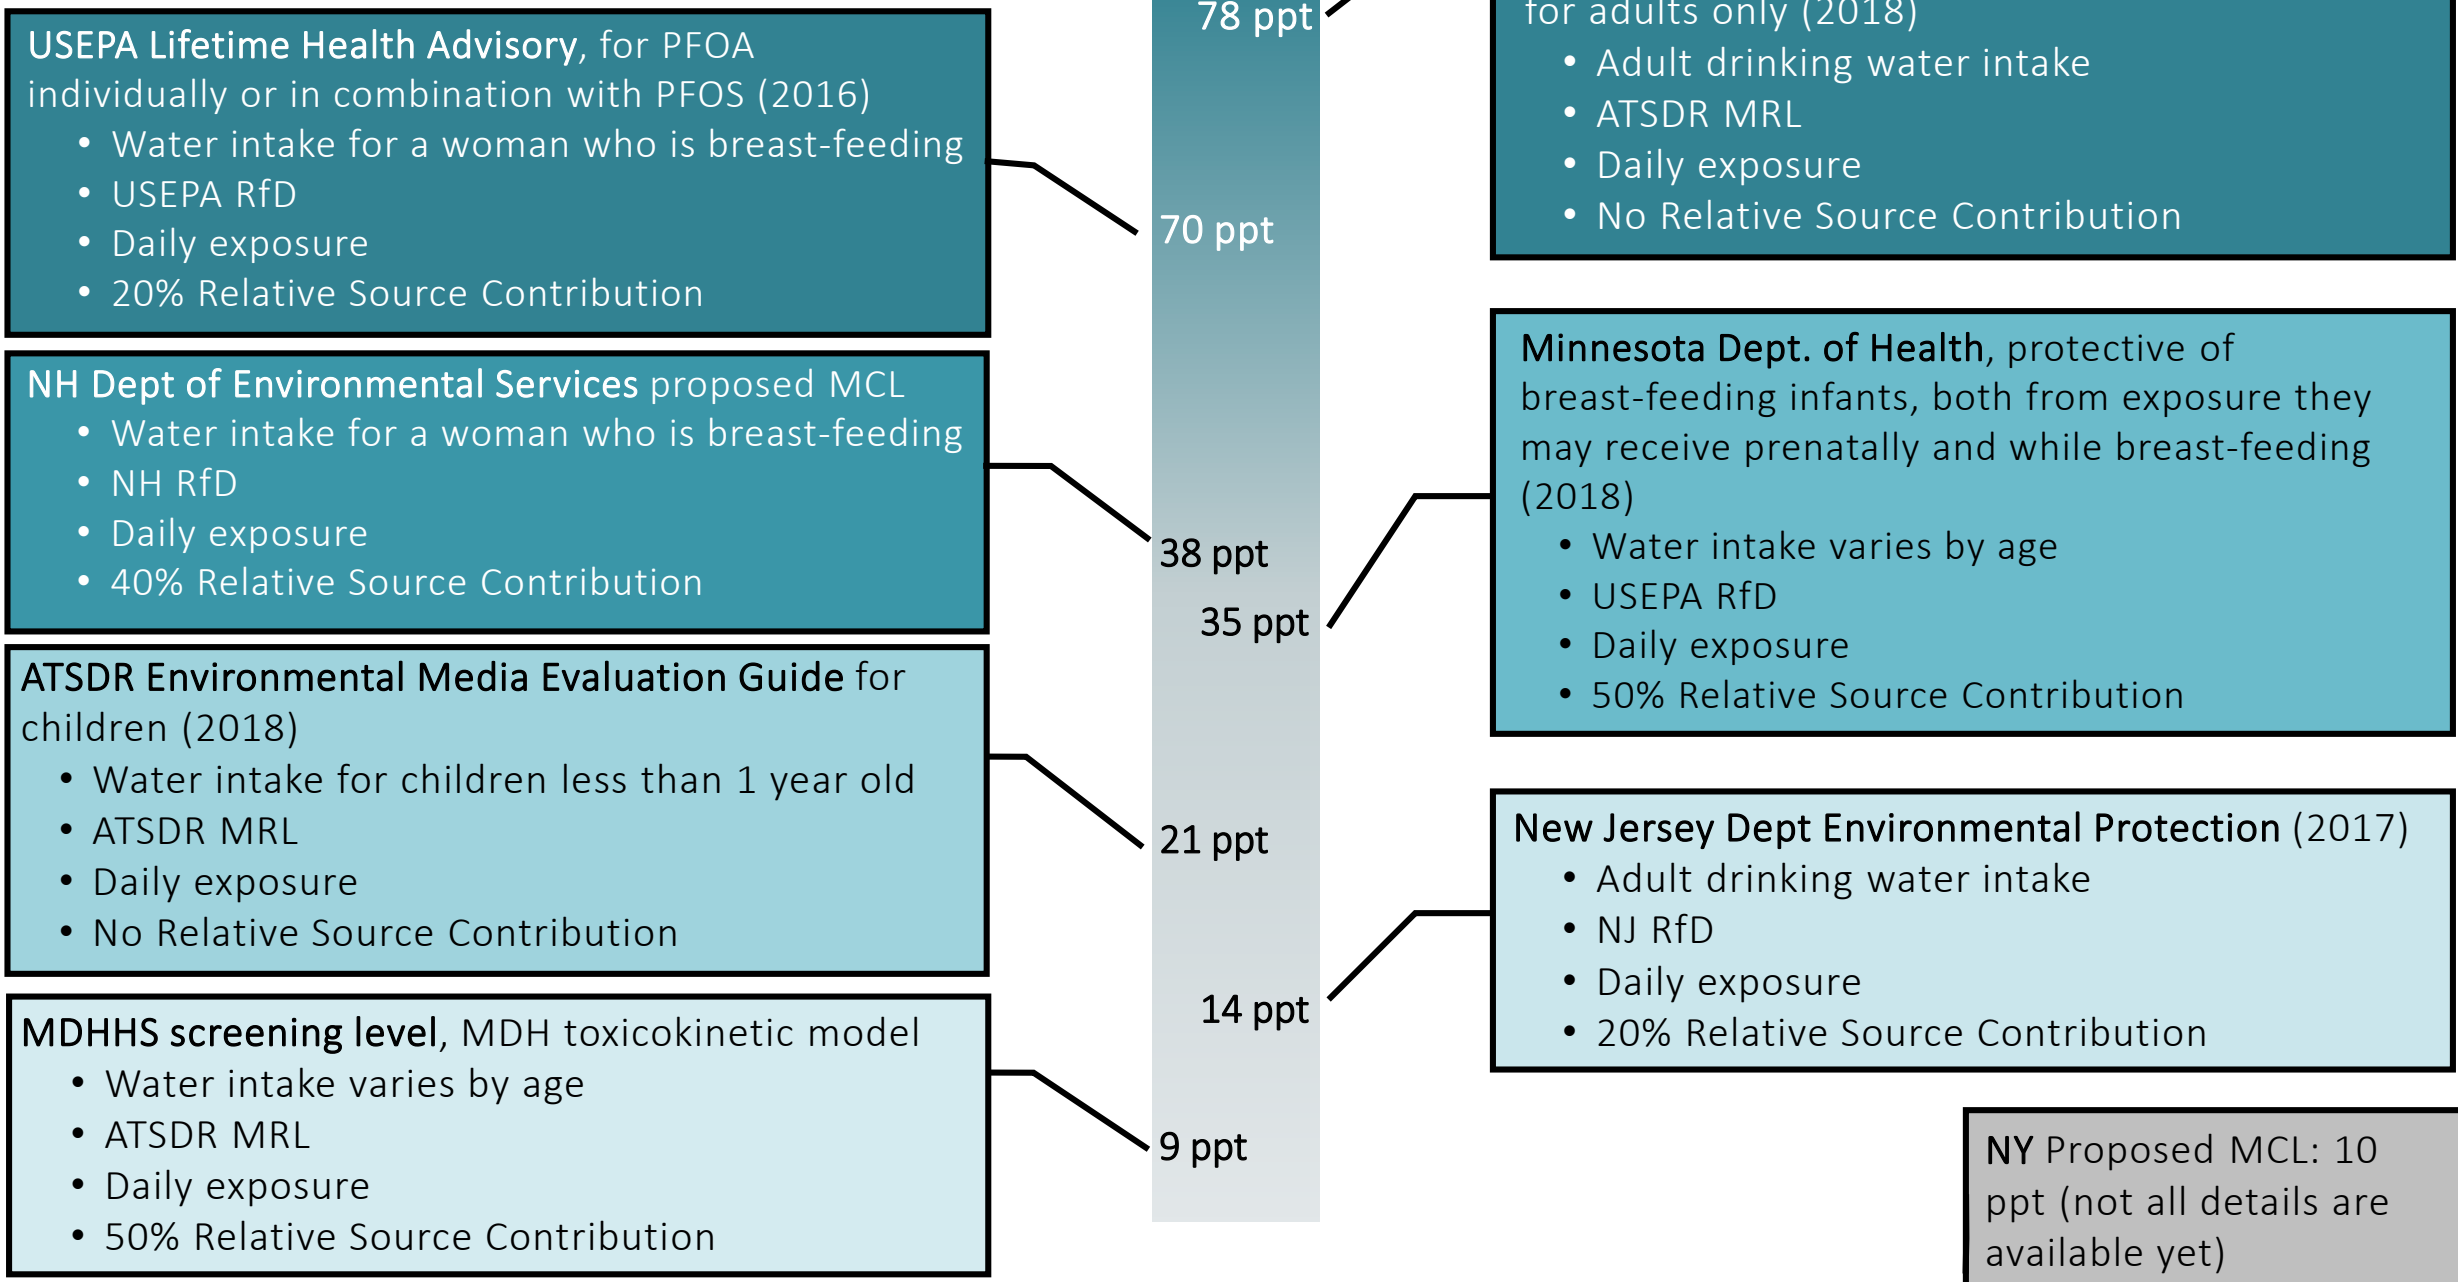 USEPA Lifetime Health Advisory, for PFOA
individually or in combination with PFOS (2016)
• Water intake for a woman who is breast-feeding
• USEPA RfD
• Daily exposure
• 20% Relative Source Contribution
NH Dept of Environmental Services proposed MCL
• Water intake for a woman who is breast-feeding
• NH RfD
• Daily exposure
• 40% Relative Source Contribution
ATSDR Environmental Media Evaluation Guide for
children (2018)
• Water intake for children less than 1 year old
• ATSDR MRL
• Daily exposure
• No Relative Source Contribution
MDHHS screening level, MDH toxicokinetic model
• Water intake varies by age
• ATSDR MRL
• Daily exposure
• 50% Relative Source Contribution
78 ppt
70 ppt
38 ppt
35 ppt
21 ppt
14 ppt
9 ppt
for adults only (2018)
• Adult drinking water intake
• ATSDR MRL
• Daily exposure
• No Relative Source Contribution
Minnesota Dept. of Health, protective of
breast-feeding infants, both from exposure they
may receive prenatally and while breast-feeding
(2018)
• Water intake varies by age
• USEPA RfD
• Daily exposure
• 50% Relative Source Contribution
New Jersey Dept Environmental Protection (2017)
• Adult drinking water intake
• NJ RfD
• Daily exposure
• 20% Relative Source Contribution
NY Proposed MCL: 10
ppt (not all details are
available yet)